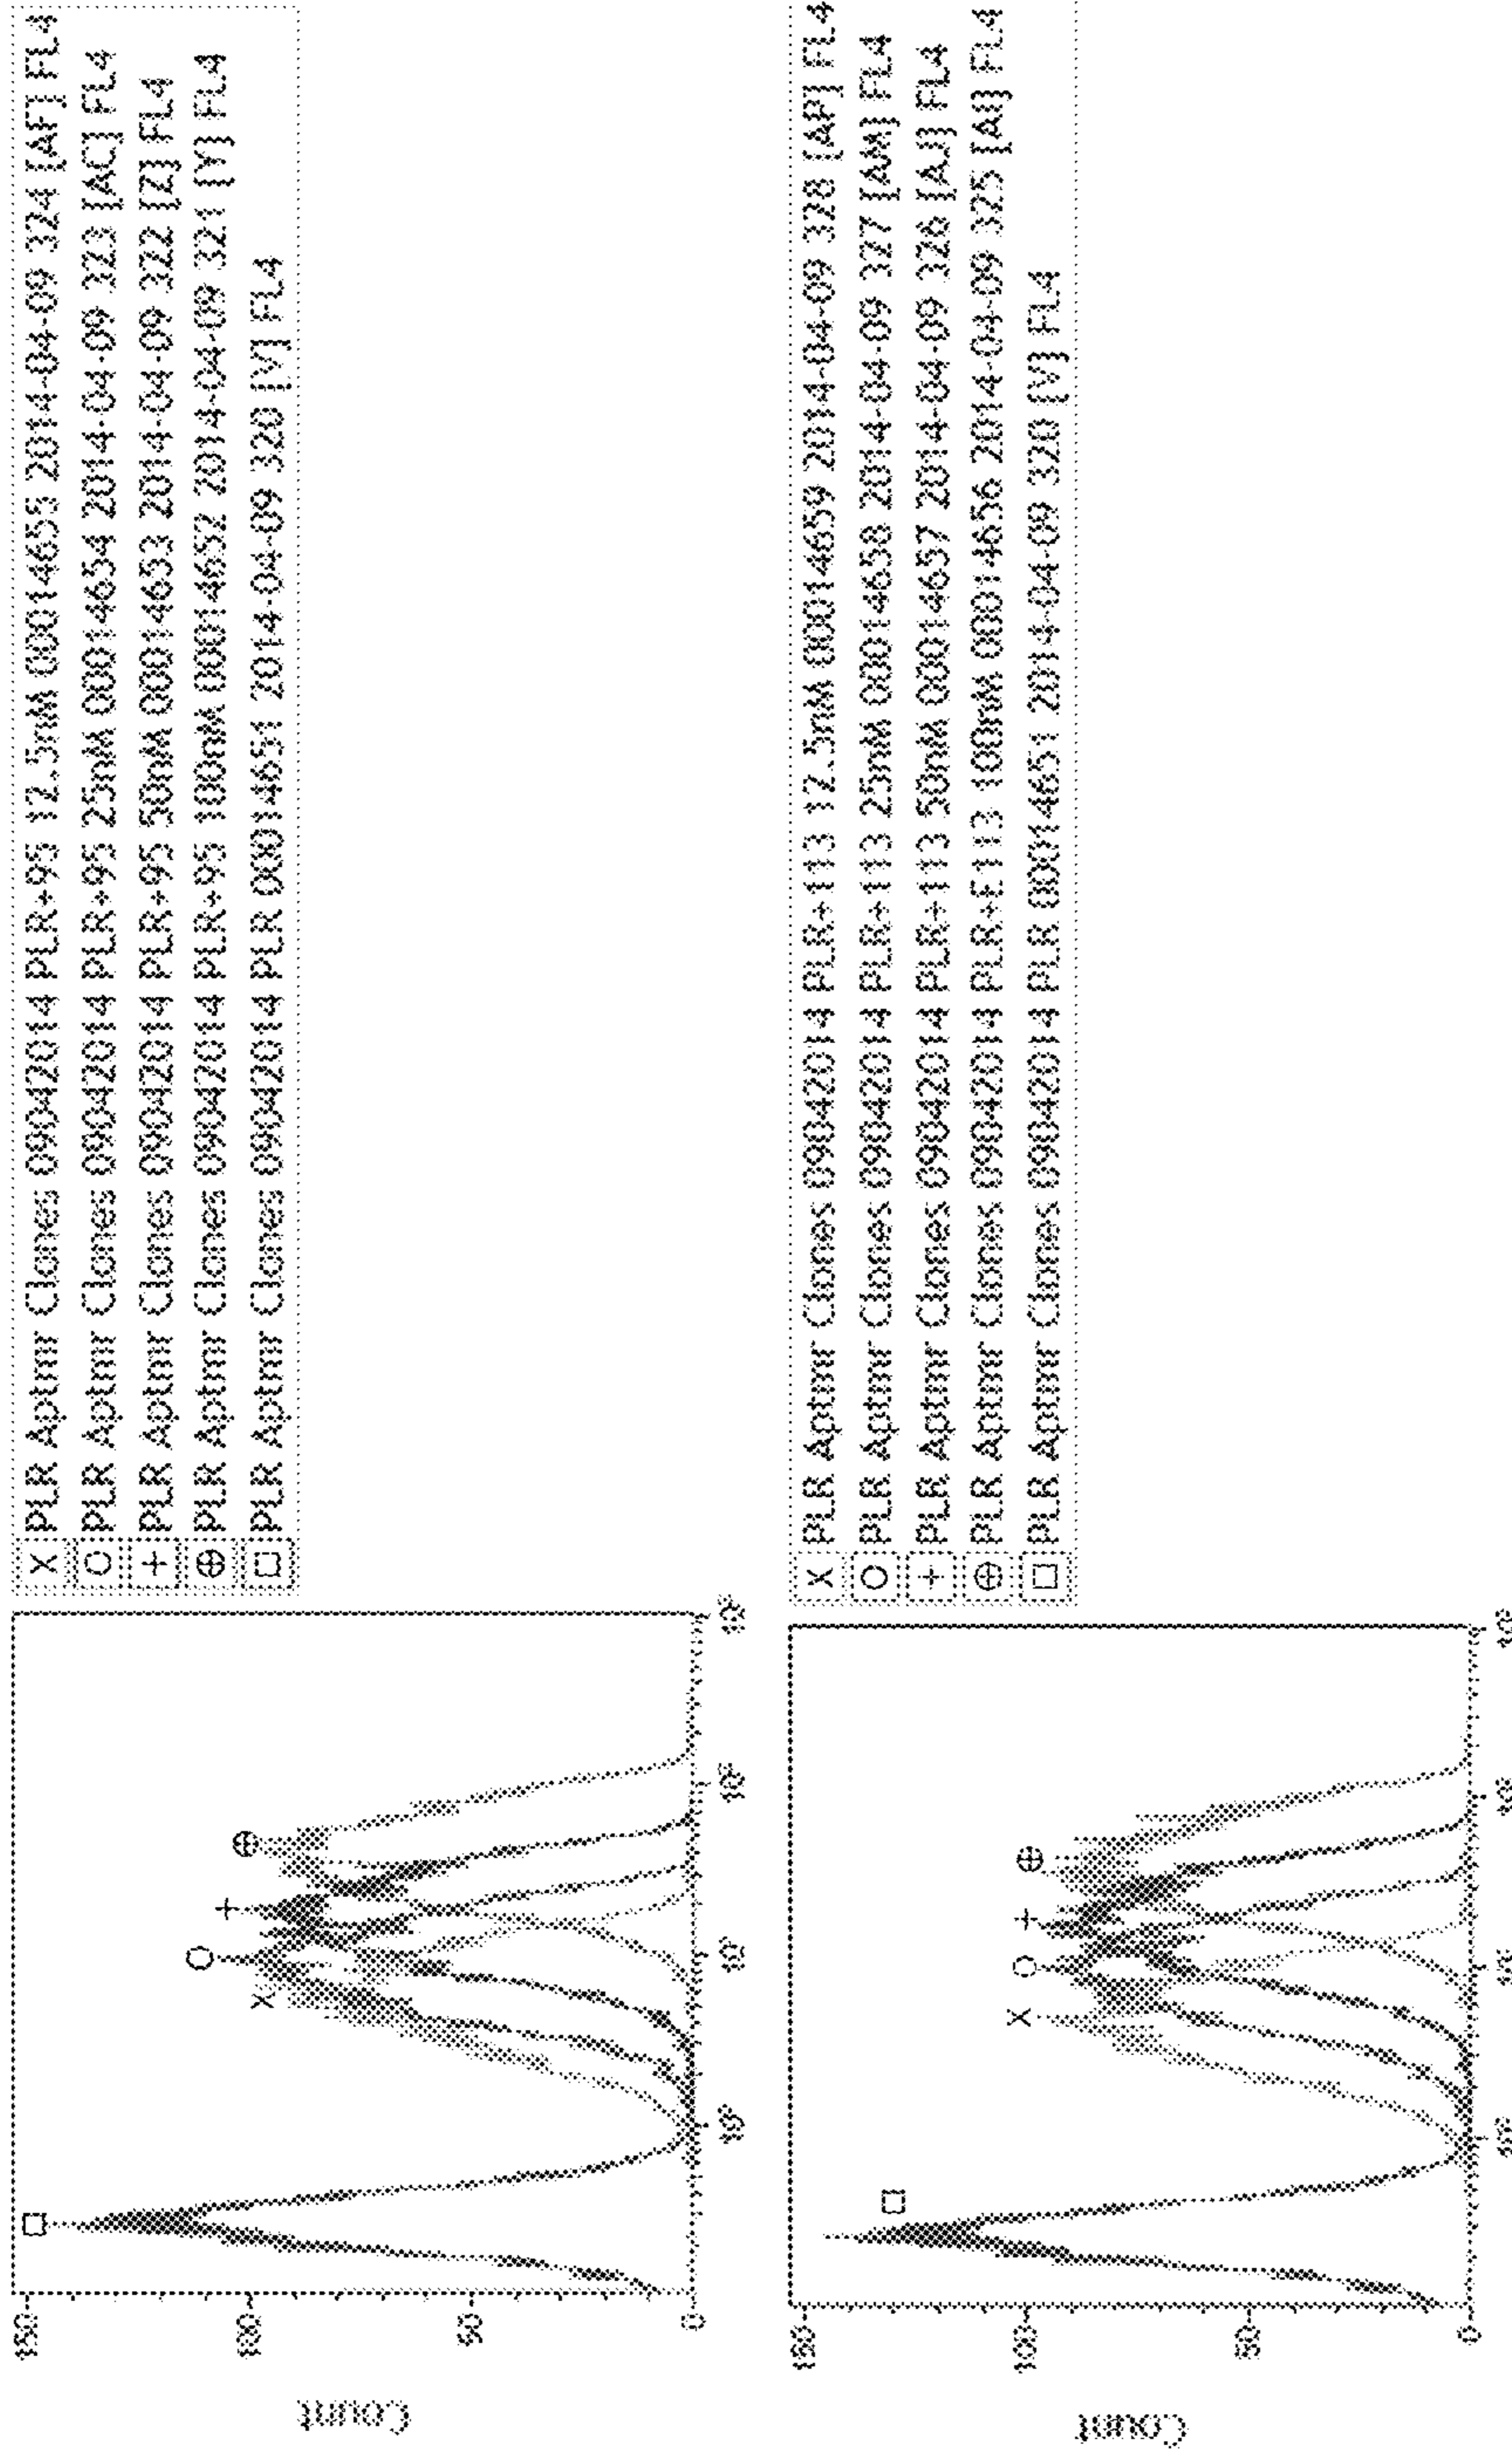 X PLR Aptmr Clones 09042014 PLR+95 12.5nM 00014655 2014-04-09 324 [AF] FL4
O PLR Aptmr Clones 09042014 PLR+95 25nM 00014654 2014-04-09 323 [AC] FL4
+ PLR Aptmr Clones 09042014 PLR+95 50nM 00014653 2014-04-09 322 [Z] FL4
⊕ PLR Aptmr Clones 09042014 PLR+95 100nM 00014652 2014-04-09 321 [Y] FL4
□ PLR Aptmr Clones 09042014 PLR 00014651 2014-04-09 320 [V] FL4
Count
150
100
50
0
□
X
O
+
⊕
X PLR Aptmr Clones 09042014 PLR+113 12.5nM 00014659 2014-04-09 328 [AP] FL4
O PLR Aptmr Clones 09042014 PLR+113 25nM 00014658 2014-04-09 327 [AM] FL4
+ PLR Aptmr Clones 09042014 PLR+113 50nM 00014657 2014-04-09 326 [AJ] FL4
⊕ PLR Aptmr Clones 09042014 PLR+E113 100nM 00014656 2014-04-09 325 [AI] FL4
□ PLR Aptmr Clones 09042014 PLR 00014651 2014-04-09 320 [V] FL4
Count
150
100
50
0
□
X
O
+
⊕